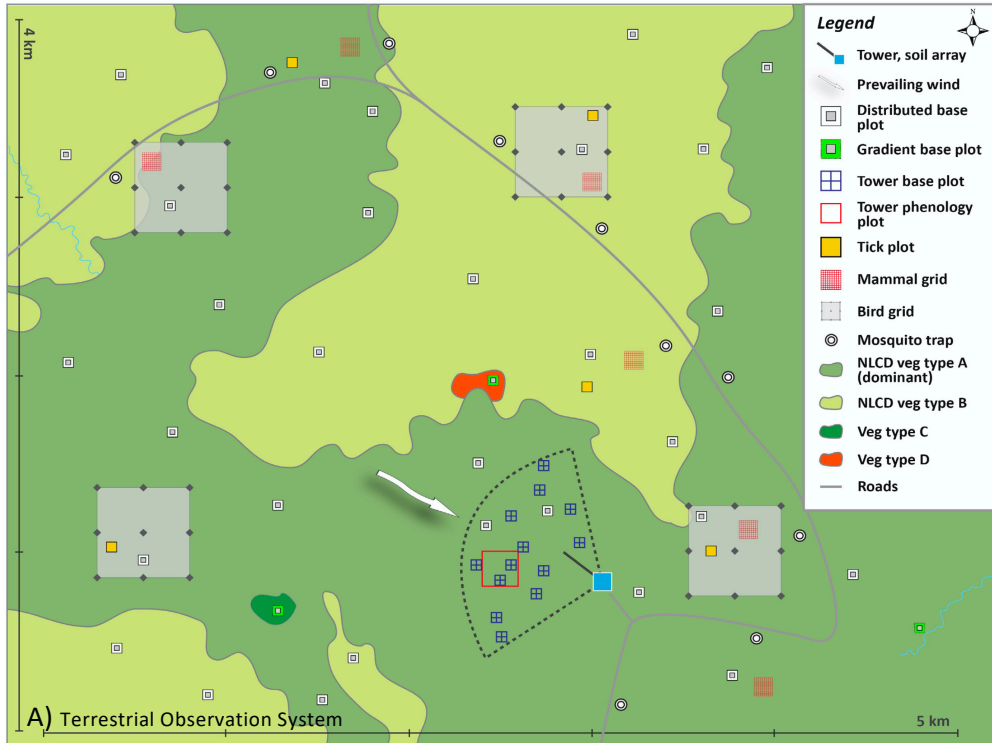 4 km
Legend
N
Tower, soil array
Prevailing wind
Distributed base
plot
Gradient base plot
Tower base plot
Tower phenology
plot
Tick plot
Mammal grid
Bird grid
Mosquito trap
NLCD veg type A
(dominant)
NLCD veg type B
Veg type C
Veg type D
Roads
A) Terrestrial Observation System
5 km